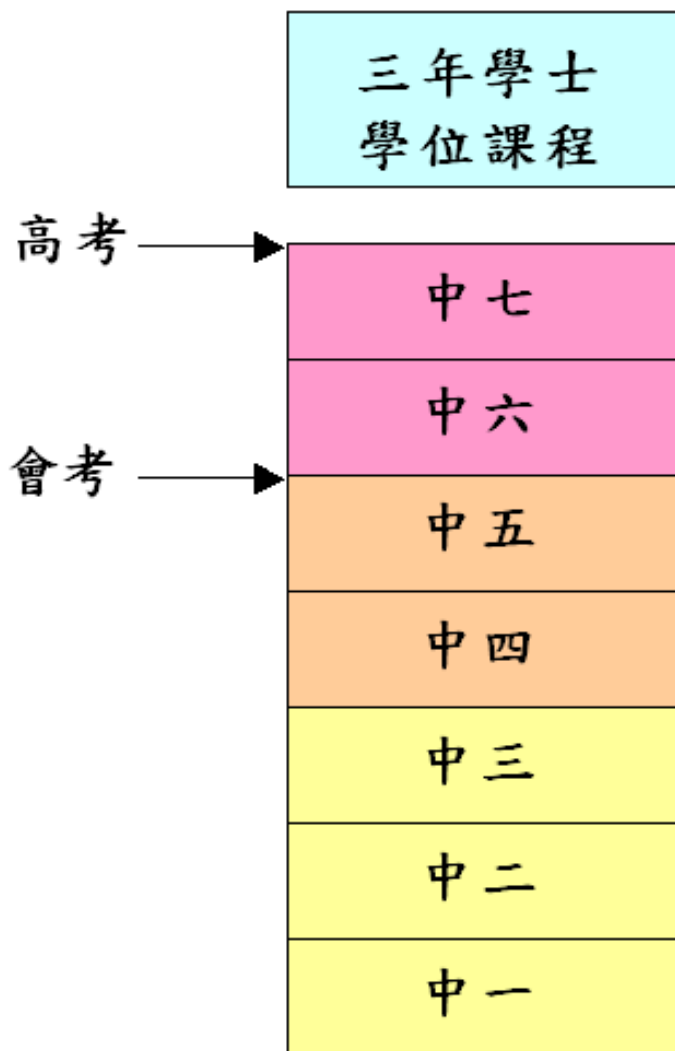 三年學士
學位課程
高考
中七
中六
會考
中五
中四
中三
中二
中一